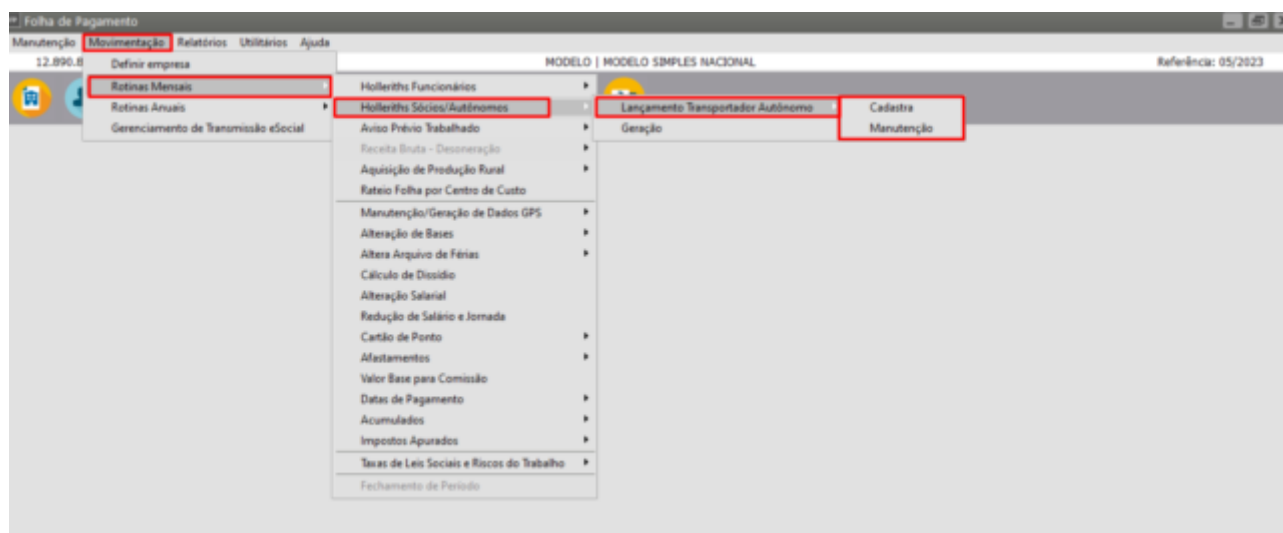 Folha de Pagamento
Manutenção Movimentação Relatórios Utilitários Ajuda
12.890.8 MODELO | MODELO SIMPLES NACIONAL Referência: 05/2023
Definir empresa
Rotinas Mensais
Rotinas Anuais
Gerenciamento de Transmissão eSocial
Holleriths Funcionários
Holleriths Sócios/Autônomos
Aviso Prévio Trabalhado
Receita Bruta - Desoneração
Aquisição de Produção Rural
Rateio Folha por Centro de Custo
Manutenção/Geração de Dados GPS
Alteração de Bases
Altera Arquivo de Férias
Cálculo de Dissídio
Alteração Salarial
Redução de Salário e Jornada
Cartão de Ponto
Afastamentos
Valor Base para Comissão
Datas de Pagamento
Acumulados
Impostos Apurados
Taxas de Leis Sociais e Riscos do Trabalho
Fechamento de Período
Lançamento Transportador Autônomo
Geração
Cadastra
Manutenção